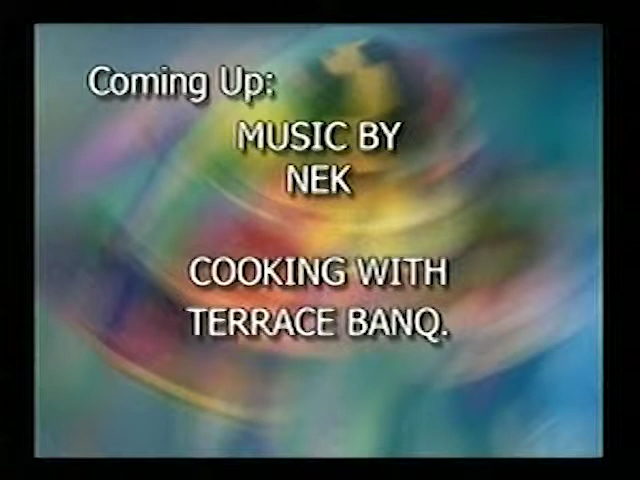 Coming Up:
MUSIC BY
NEK
COOKING WITH
TERRACE BANQ.